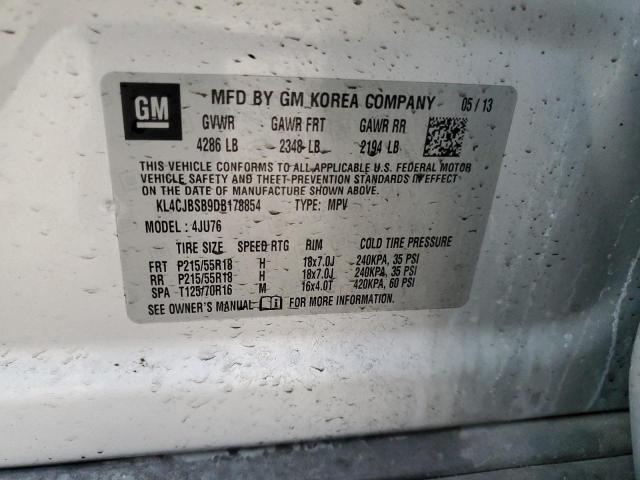 GM MFD BY GM KOREA COMPANY 05 / 13
GVWR GAWR FRT GAWR RR
4286 LB 2348 LB 2194 LB
THIS VEHICLE CONFORMS TO ALL APPLICABLE U.S. FEDERAL MOTOR
VEHICLE SAFETY AND THEFT PREVENTION STANDARDS IN EFFECT
ON THE DATE OF MANUFACTURE SHOWN ABOVE.
KL4CJBSB9DB178854 TYPE: MPV
MODEL : 4JU76
TIRE SIZE SPEED RTG RIM COLD TIRE PRESSURE
FRT P215/55R18 H 18x7.0J 240KPA, 35 PSI
RR P215/55R18 H 18x7.0J 240KPA, 35 PSI
SPA T125/70R16 M 16x4.0T 420KPA, 60 PSI
SEE OWNER'S MANUAL FOR MORE INFORMATION.